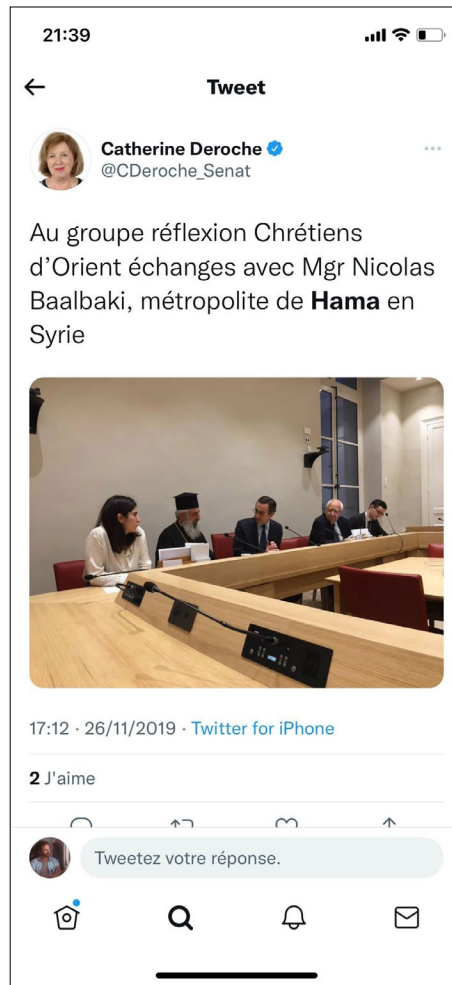 21:39
Tweet
Catherine Deroche
@CDeroche_Senat
Au groupe réflexion Chrétiens
d’Orient échanges avec Mgr Nicolas
Baalbaki, métropolite de Hama en
Syrie
17:12 · 26/11/2019 · Twitter for iPhone
2 J'aime
Tweetez votre réponse.